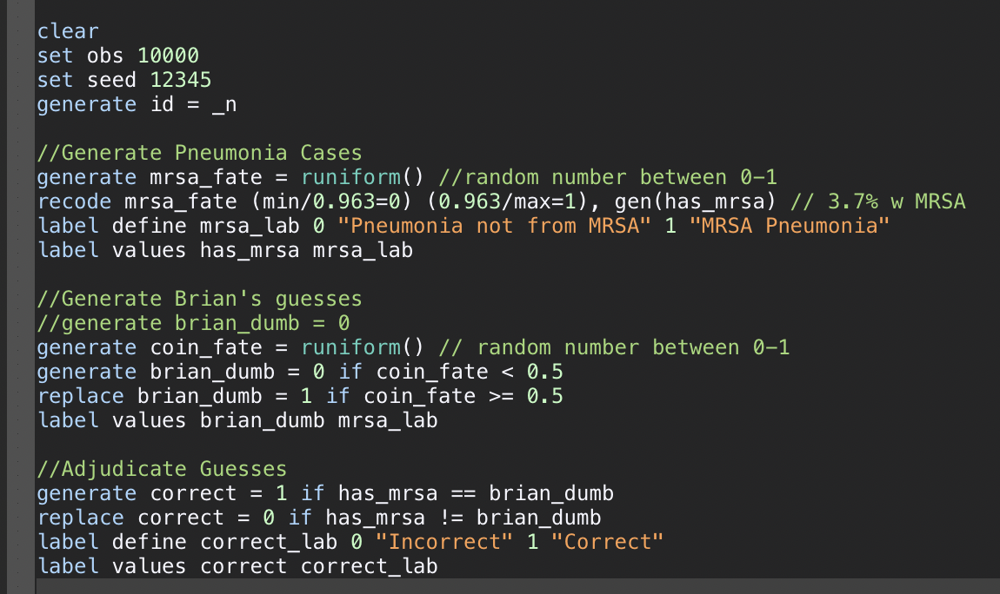 clear
set obs 10000
set seed 12345
generate id = _n
//Generate Pneumonia Cases
generate mrsa_fate = runiform() //random number between 0-1
recode mrsa_fate (min/0.963=0) (0.963/max=1), gen(has_mrsa) // 3.7% w MRSA
label define mrsa_lab 0 "Pneumonia not from MRSA" 1 "MRSA Pneumonia"
label values has_mrsa mrsa_lab
//Generate Brian's guesses
//generate brian_dumb = 0
generate coin_fate = runiform() // random number between 0-1
generate brian_dumb = 0 if coin_fate < 0.5
replace brian_dumb = 1 if coin_fate >= 0.5
label values brian_dumb mrsa_lab
//Adjudicate Guesses
generate correct = 1 if has_mrsa == brian_dumb
replace correct = 0 if has_mrsa != brian_dumb
label define correct_lab 0 "Incorrect" 1 "Correct"
label values correct correct_lab